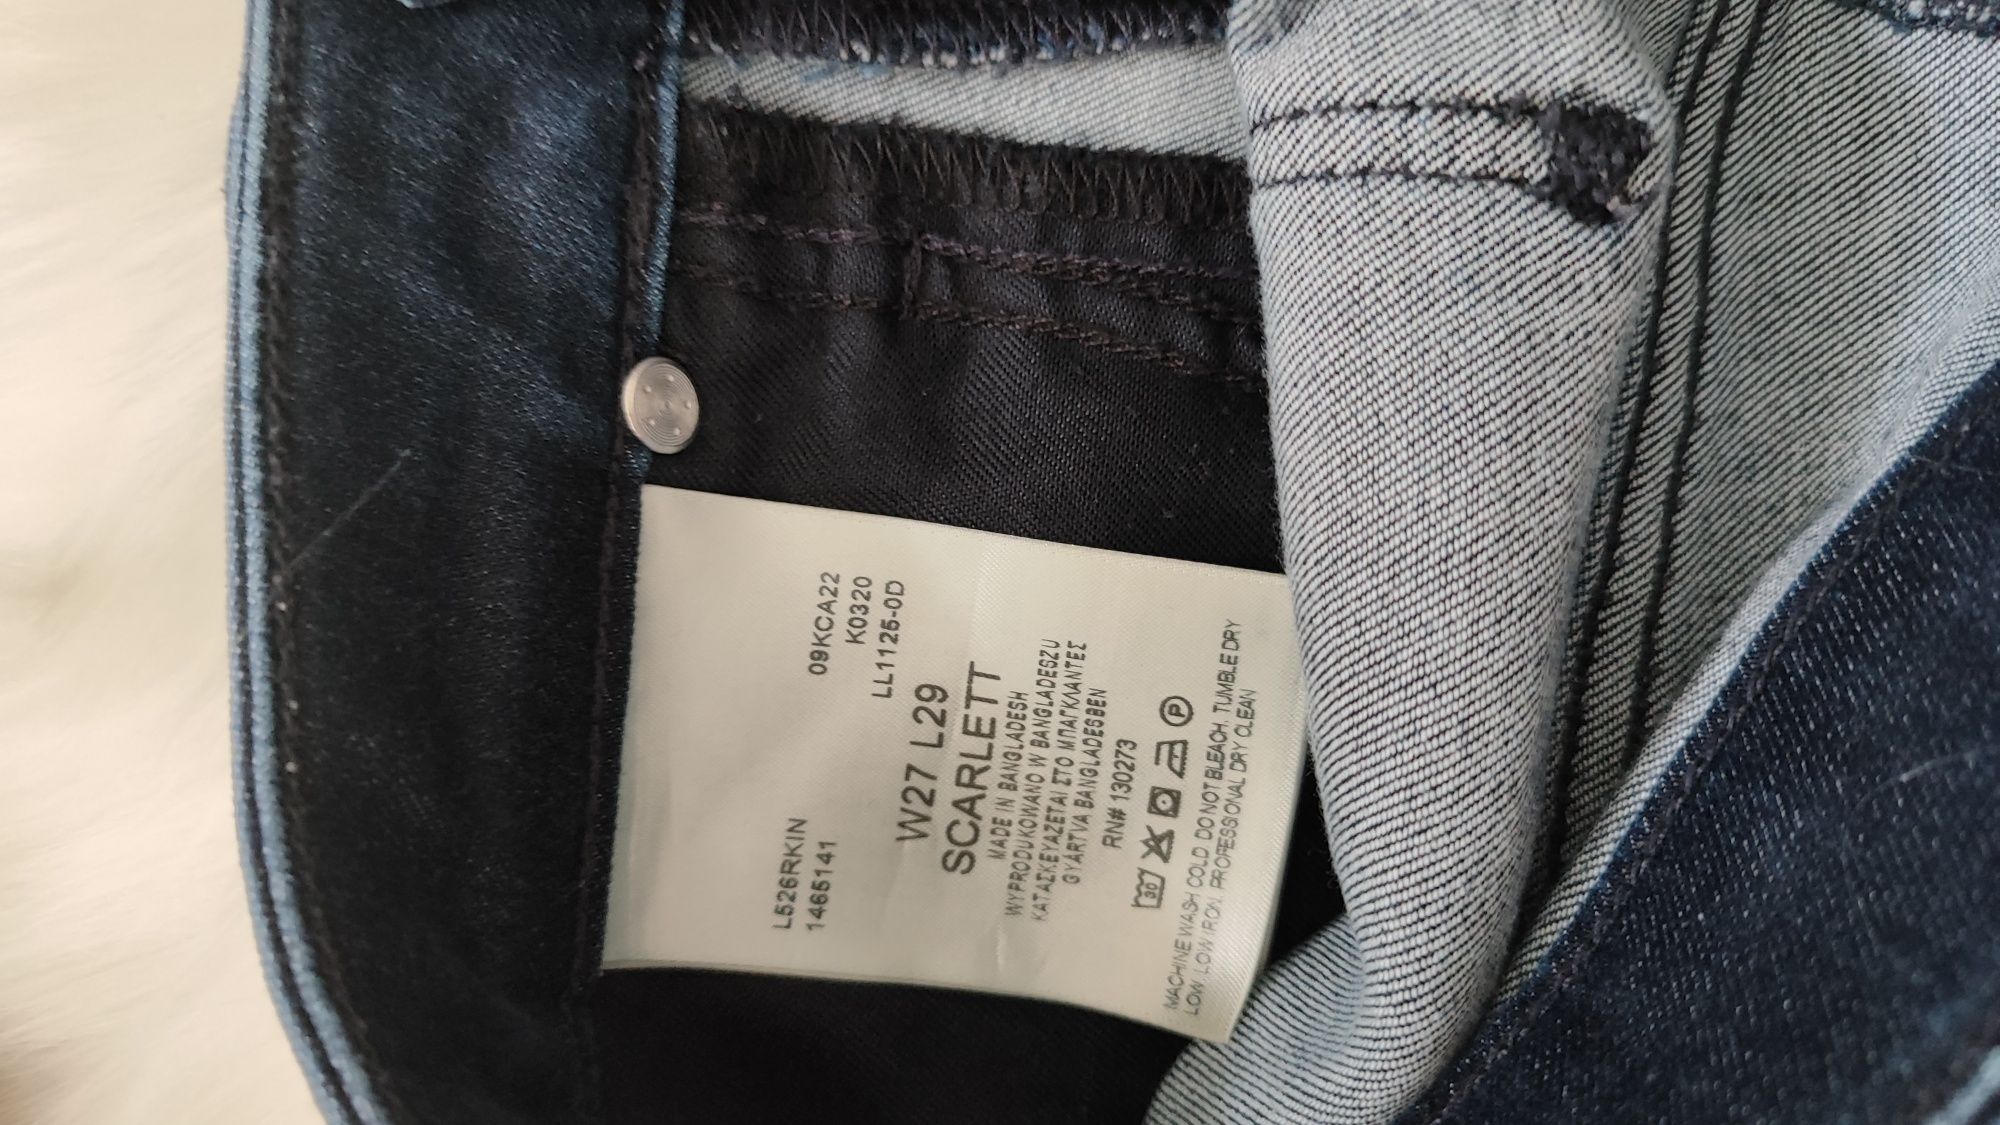 L526RKIN
1465141
09KCA22
K0320
LL1125-0D
W27 L29
SCARLETT
MADE IN BANGLADESH
WYPRODUKOWANO W BANGLADESZU
ΚΑΤΑΣΚΕΥΑΖΕΤΑΙ ΣΤΟ ΜΠΑΓΚΛΑΝΤΕΣ
GYARTVA BANGLADESBEN
RN# 130273
30
P
MACHINE WASH COLD. DO NOT BLEACH. TUMBLE DRY
LOW. LOW IRON. PROFESSIONAL DRY CLEAN